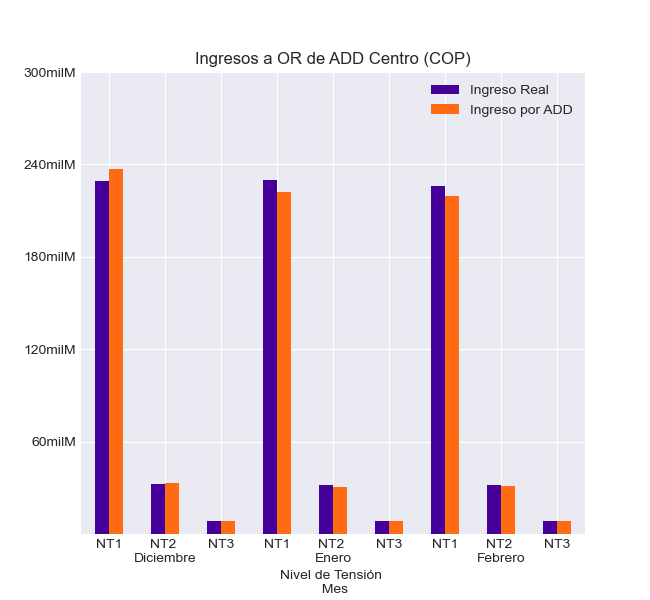 Ingresos a OR de ADD Centro (COP)
300milM
240milM
180milM
120milM
60milM
Ingreso Real
Ingreso por ADD
NT1 NT2 NT3 NT1 NT2 NT3 NT1 NT2 NT3
Diciembre Enero Febrero
Nivel de Tensión
Mes